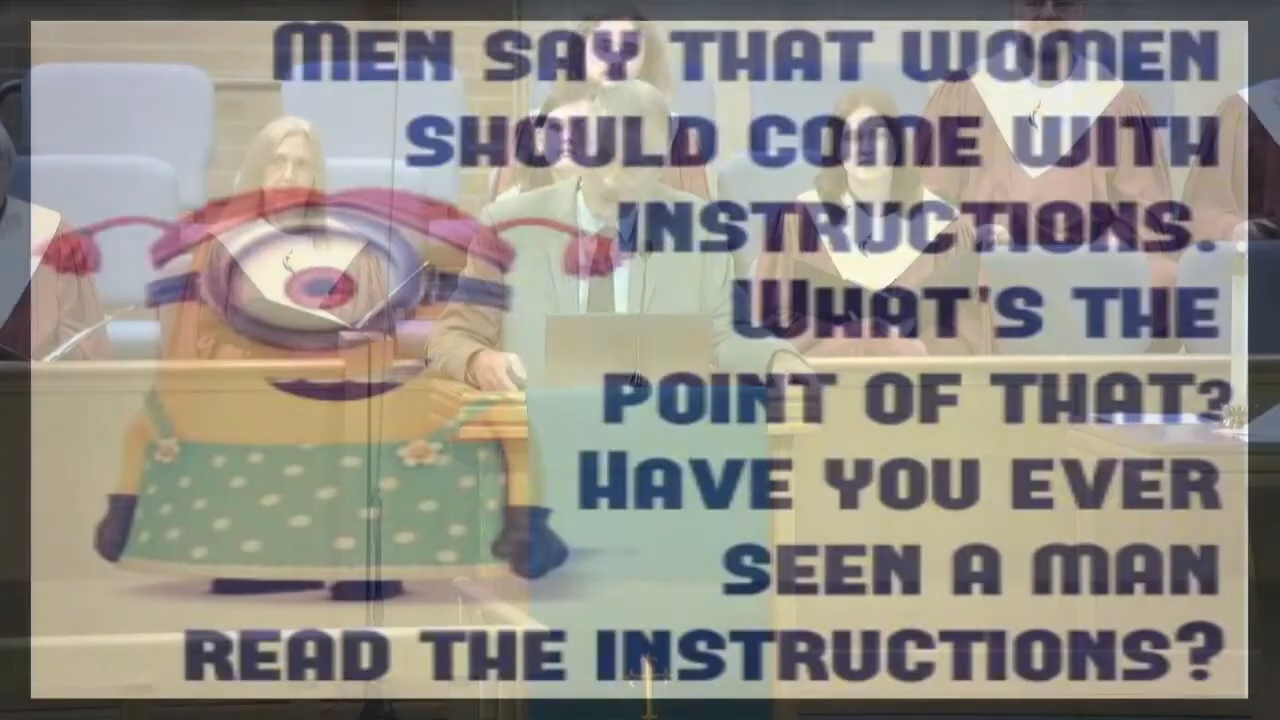 Men say that women
should come with
instructions.
What's the
point of that?
Have you ever
seen a man
read the instructions?